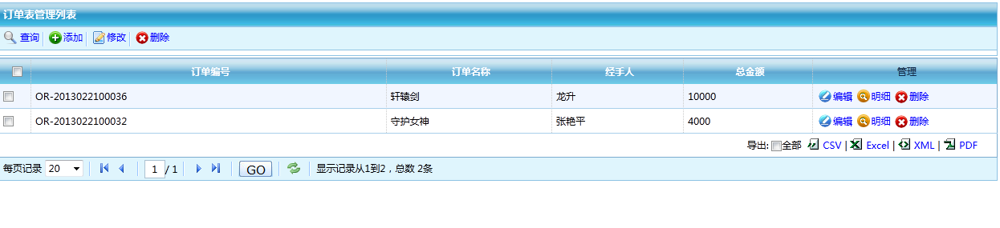 订单表管理列表
查询 添加 修改 删除
订单编号 订单名称 经手人 总金额 管理
OR-2013022100036 轩辕剑 龙升 10000 编辑 明细 删除
OR-2013022100032 守护女神 张艳平 4000 编辑 明细 删除
导出: 全部 CSV | Excel | XML | PDF
每页记录 20 1 / 1 GO 显示记录从1到2，总数 2条